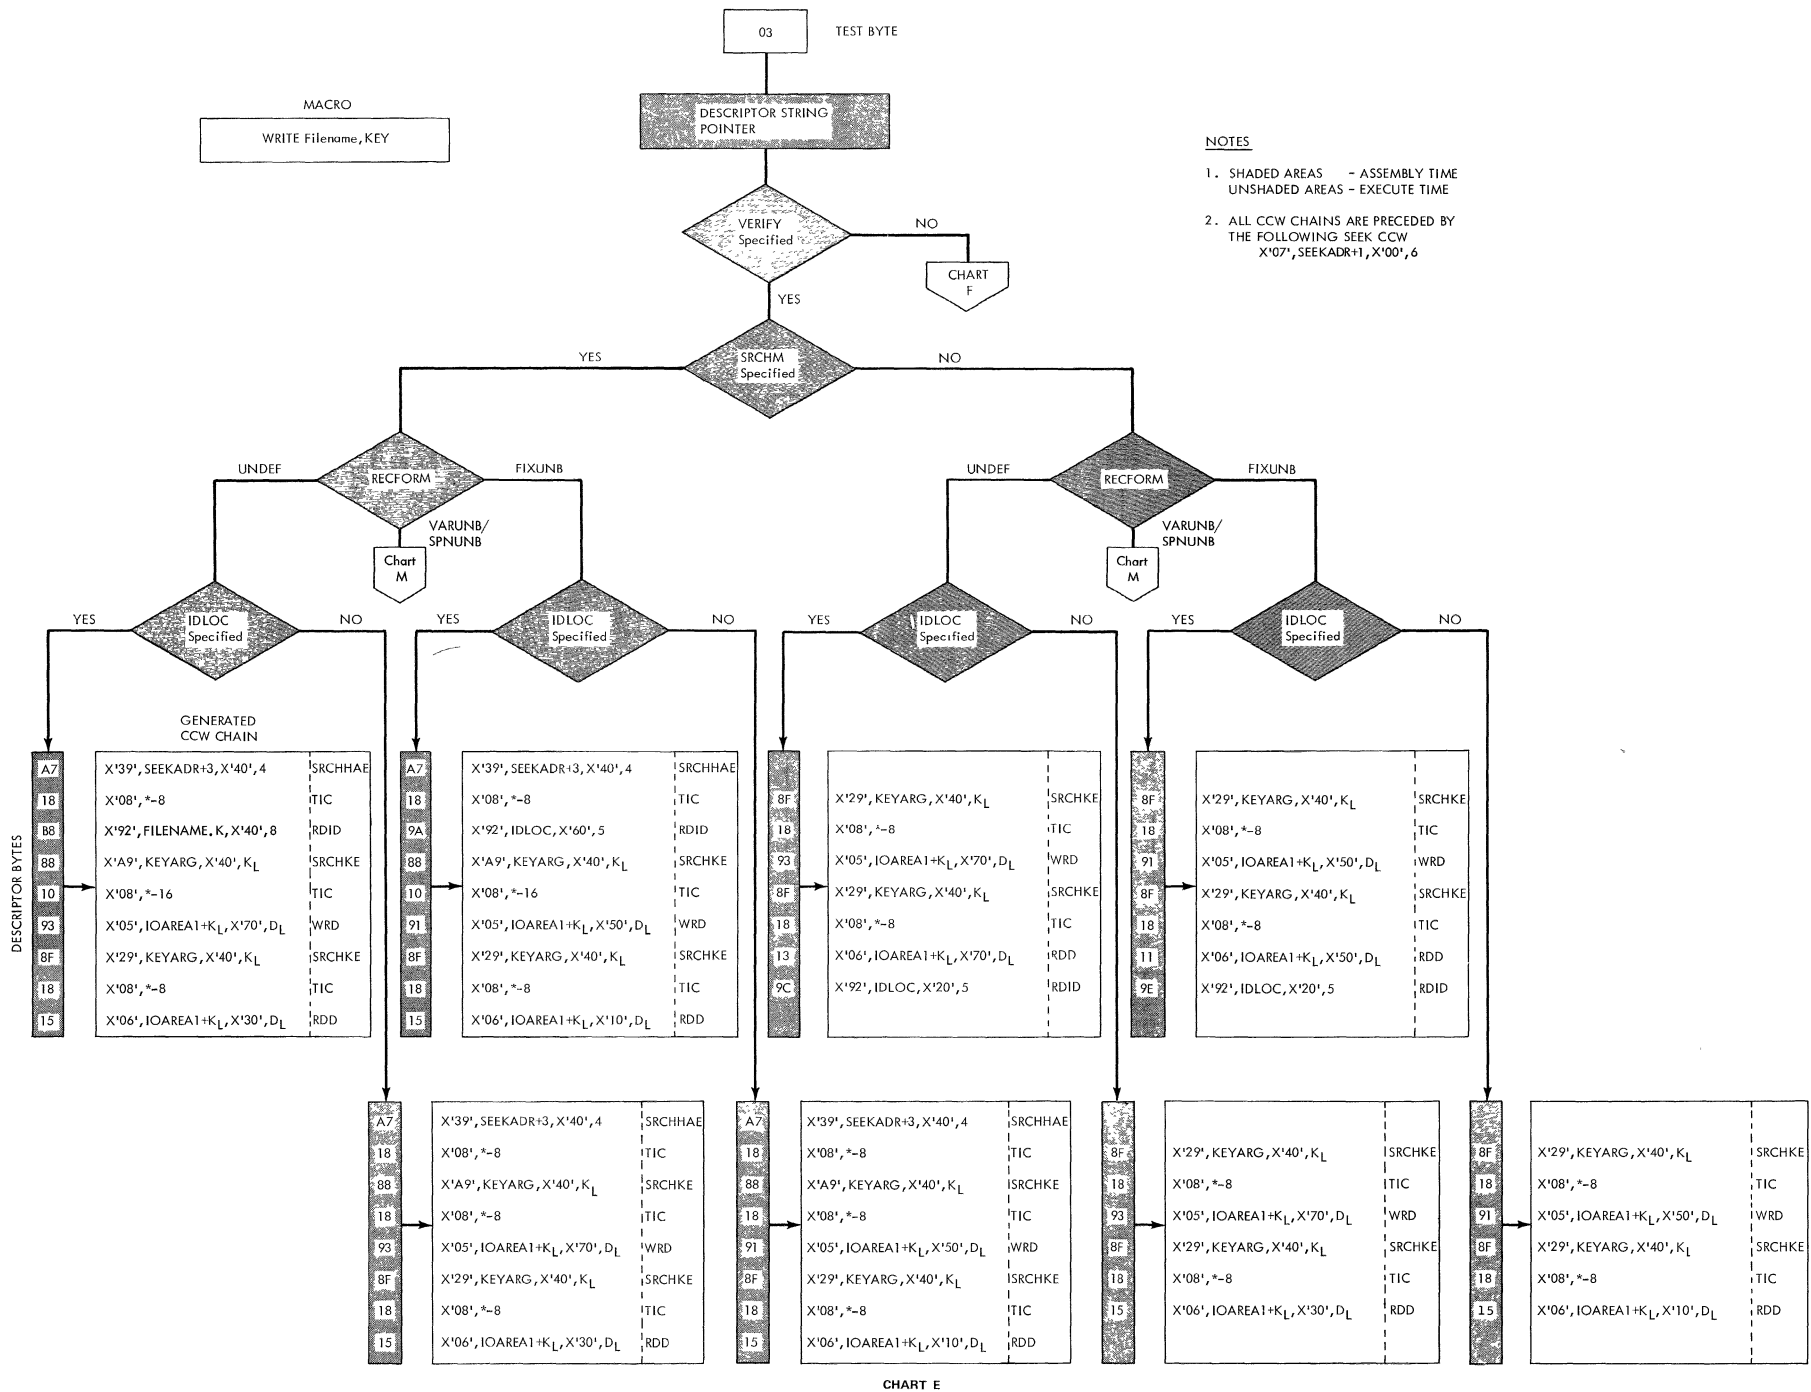 03
TEST BYTE
MACRO
WRITE Filename,KEY
DESCRIPTOR STRING
POINTER
NOTES
1. SHADED AREAS – ASSEMBLY TIME
UNSHADED AREAS – EXECUTE TIME
2. ALL CCW CHAINS ARE PRECEDED BY
THE FOLLOWING SEEK CCW
X'07',SEEKADR+1,X'00',6
VERIFY
Specified
NO
CHART
F
YES
SRCHM
Specified
YES
NO
RECFORM
UNDEF
FIXUNB
VARUNB/
SPNUNB
Chart
M
RECFORM
UNDEF
FIXUNB
VARUNB/
SPNUNB
Chart
M
IDLOC
Specified
YES
NO
IDLOC
Specified
YES
NO
IDLOC
Specified
YES
NO
IDLOC
Specified
YES
NO
GENERATED
CCW CHAIN
DESCRIPTOR BYTES
A7 X'39',SEEKADR+3,X'40',4 SRCHHAE
18 X'08',*–8 TIC
B8 X'92',FILENAME.K,X'40',8 RDID
88 X'A9',KEYARG,X'40',KL SRCHKE
10 X'08',*–16 TIC
93 X'05',IOAREA1+KL,X'70',DL WRD
8F X'29',KEYARG,X'40',KL SRCHKE
18 X'08',*–8 TIC
15 X'06',IOAREA1+KL,X'30',DL RDD
A7 X'39',SEEKADR+3,X'40',4 SRCHHAE
18 X'08',*–8 TIC
9A X'92',IDLOC,X'60',5 RDID
88 X'A9',KEYARG,X'40',KL SRCHKE
10 X'08',*–16 TIC
91 X'05',IOAREA1+KL,X'50',DL WRD
8F X'29',KEYARG,X'40',KL SRCHKE
18 X'08',*–8 TIC
15 X'06',IOAREA1+KL,X'10',DL RDD
8F X'29',KEYARG,X'40',KL SRCHKE
18 X'08',*–8 TIC
93 X'05',IOAREA1+KL,X'70',DL WRD
8F X'29',KEYARG,X'40',KL SRCHKE
18 X'08',*–8 TIC
13 X'06',IOAREA1+KL,X'70',DL RDD
9C X'92',IDLOC,X'20',5 RDID
8F X'29',KEYARG,X'40',KL SRCHKE
18 X'08',*–8 TIC
91 X'05',IOAREA1+KL,X'50',DL WRD
8F X'29',KEYARG,X'40',KL SRCHKE
18 X'08',*–8 TIC
11 X'06',IOAREA1+KL,X'50',DL RDD
9E X'92',IDLOC,X'20',5 RDID
A7 X'39',SEEKADR+3,X'40',4 SRCHHAE
18 X'08',*–8 TIC
88 X'A9',KEYARG,X'40',KL SRCHKE
18 X'08',*–8 TIC
93 X'05',IOAREA1+KL,X'70',DL WRD
8F X'29',KEYARG,X'40',KL SRCHKE
18 X'08',*–8 TIC
15 X'06',IOAREA1+KL,X'30',DL RDD
A7 X'39',SEEKADR+3,X'40',4 SRCHHAE
18 X'08',*–8 TIC
88 X'A9',KEYARG,X'40',KL SRCHKE
18 X'08',*–8 TIC
91 X'05',IOAREA1+KL,X'50',DL WRD
8F X'29',KEYARG,X'40',KL SRCHKE
18 X'08',*–8 TIC
15 X'06',IOAREA1+KL,X'10',DL RDD
8F X'29',KEYARG,X'40',KL SRCHKE
18 X'08',*–8 TIC
93 X'05',IOAREA1+KL,X'70',DL WRD
8F X'29',KEYARG,X'40',KL SRCHKE
18 X'08',*–8 TIC
15 X'06',IOAREA1+KL,X'30',DL RDD
8F X'29',KEYARG,X'40',KL SRCHKE
18 X'08',*–8 TIC
91 X'05',IOAREA1+KL,X'50',DL WRD
8F X'29',KEYARG,X'40',KL SRCHKE
18 X'08',*–8 TIC
15 X'06',IOAREA1+KL,X'10',DL RDD
CHART E